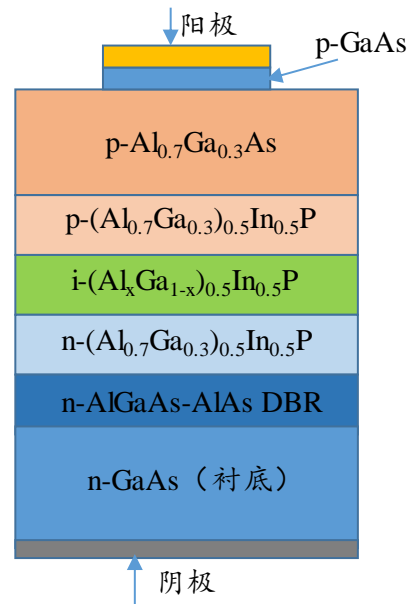 阳极
p-GaAs
p-Al₀.₇Ga₀.₃As
p-(Al₀.₇Ga₀.₃)₀.₅In₀.₅P
i-(AlₓGa₁₋ₓ)₀.₅In₀.₅P
n-(Al₀.₇Ga₀.₃)₀.₅In₀.₅P
n-AlGaAs-AlAs DBR
n-GaAs（衬底）
阴极